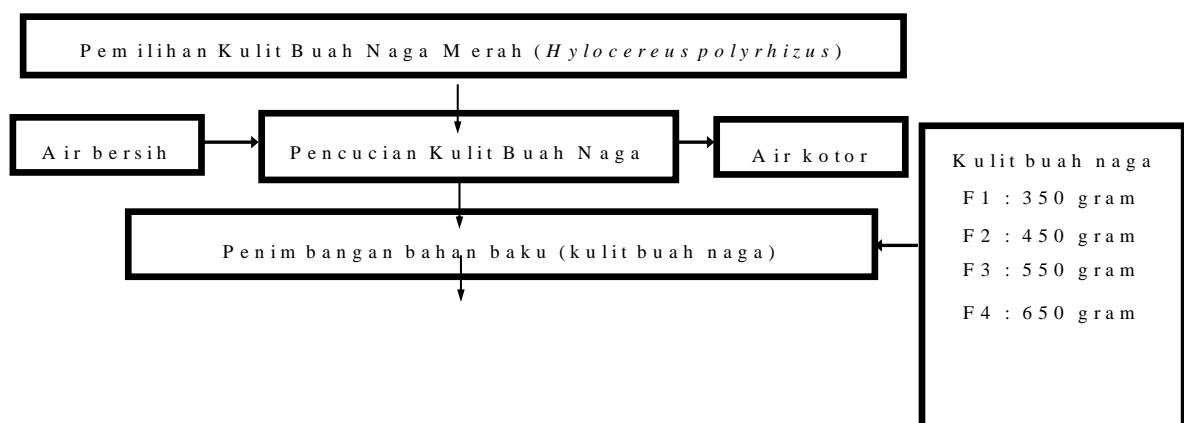 Pemilihan Kulit Buah Naga Merah (Hylocereus polyrhizus)
Air bersih
Pencucian Kulit Buah Naga
Air kotor
Penimbangan bahan baku (kulit buah naga)
Kulit buah naga
F1 : 350 gram
F2 : 450 gram
F3 : 550 gram
F4 : 650 gram